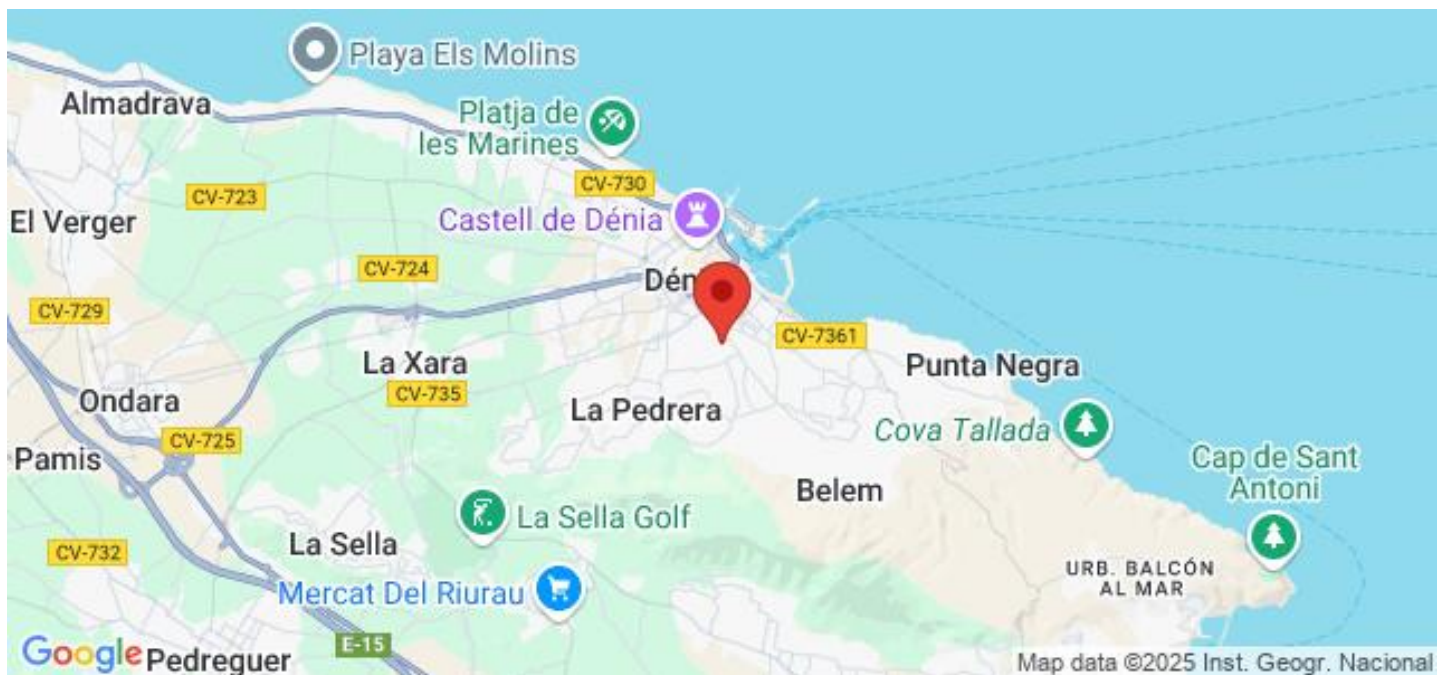 Playa Els Molins
Almadrava
Platja de
les Marines
CV-723
CV-730
El Verger
Castell de Dénia
CV-724
Dén
CV-729
CV-7361
La Xara
Punta Negra
CV-735
Ondara
La Pedrera
Cova Tallada
CV-725
Pamis
Cap de Sant
Antoni
Belem
La Sella Golf
La Sella
CV-732
URB. BALCÓN
AL MAR
Mercat Del Riurau
E-15
Google
Pedreguer
Map data ©2025 Inst. Geogr. Nacional